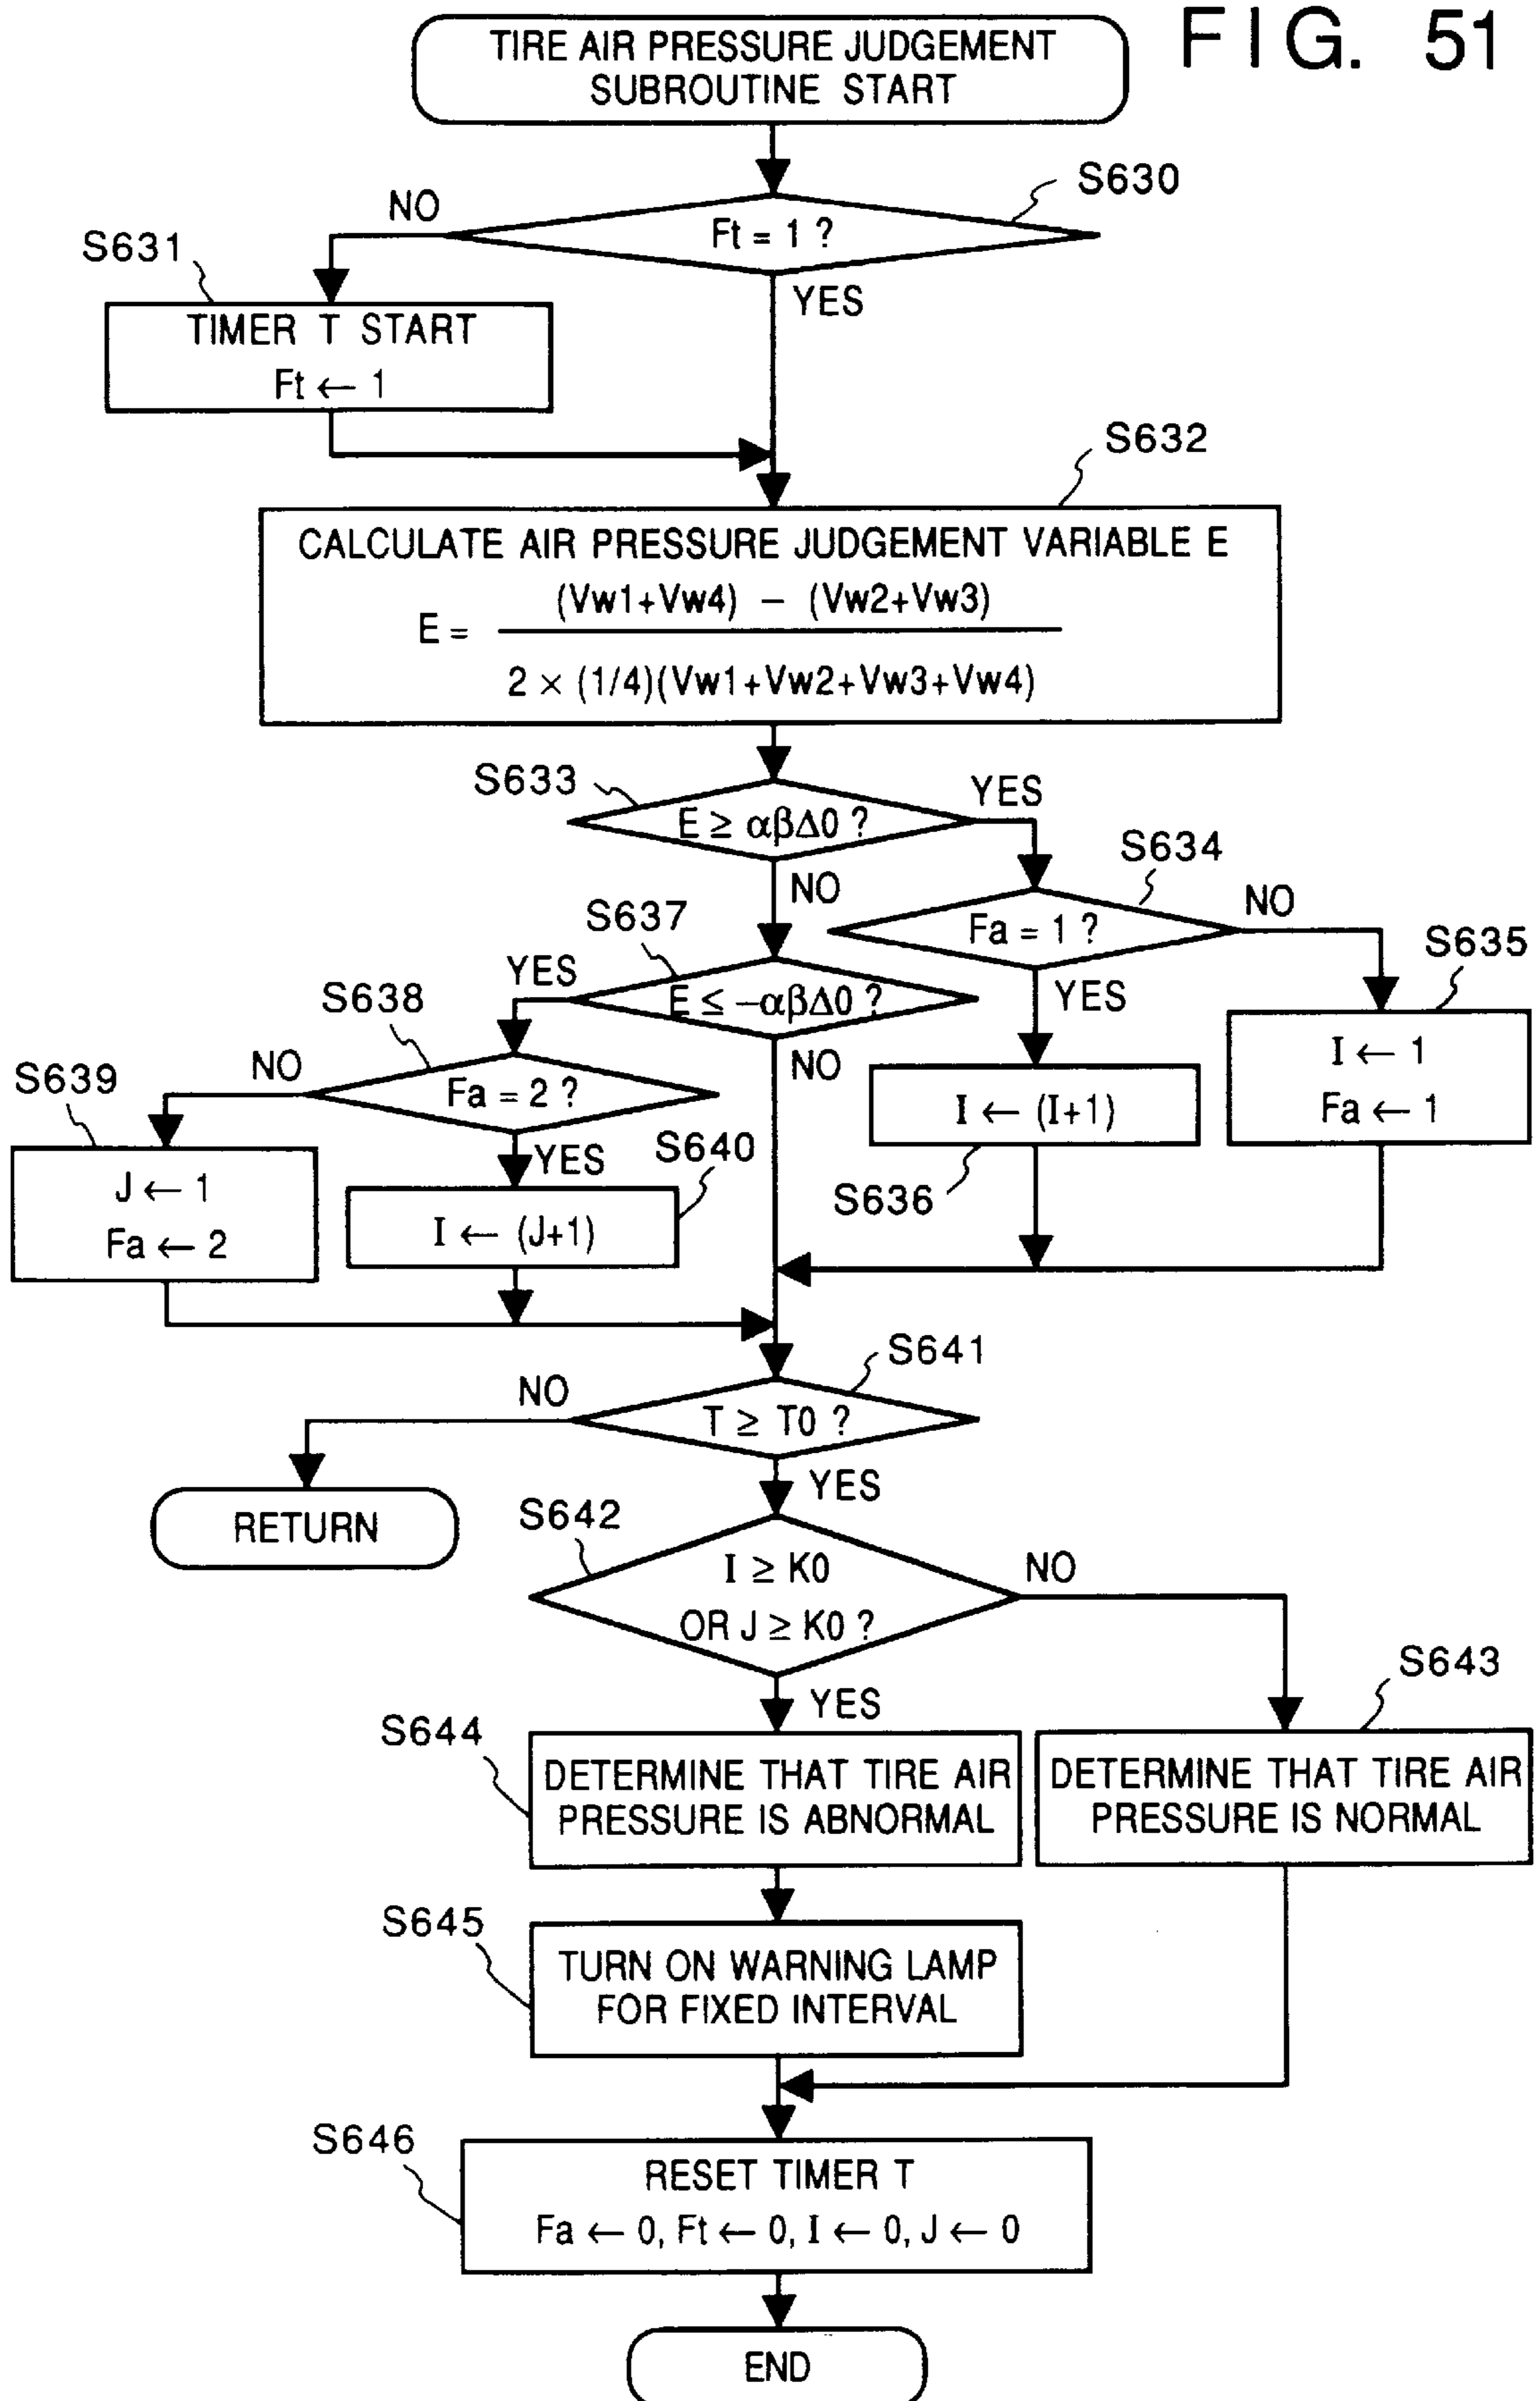 FIG. 51
TIRE AIR PRESSURE JUDGEMENT
SUBROUTINE START
S630
NO
Ft = 1 ?
S631
YES
TIMER T START
Ft ← 1
S632
CALCULATE AIR PRESSURE JUDGEMENT VARIABLE E
E = (Vw1+Vw4) − (Vw2+Vw3)
2 × (1/4)(Vw1+Vw2+Vw3+Vw4)
S633
YES
E ≥ αβΔ0 ?
S634
NO
NO
S637
Fa = 1 ?
S635
YES
E ≤ −αβΔ0 ?
YES
S638
I ← 1
Fa ← 1
NO
NO
S639
Fa = 2 ?
I ← (I+1)
YES
S640
S636
J ← 1
Fa ← 2
I ← (J+1)
S641
NO
T ≥ T0 ?
YES
RETURN
S642
I ≥ K0
OR J ≥ K0 ?
NO
S643
YES
S644
DETERMINE THAT TIRE AIR
PRESSURE IS ABNORMAL
DETERMINE THAT TIRE AIR
PRESSURE IS NORMAL
S645
TURN ON WARNING LAMP
FOR FIXED INTERVAL
S646
RESET TIMER T
Fa ← 0, Ft ← 0, I ← 0, J ← 0
END